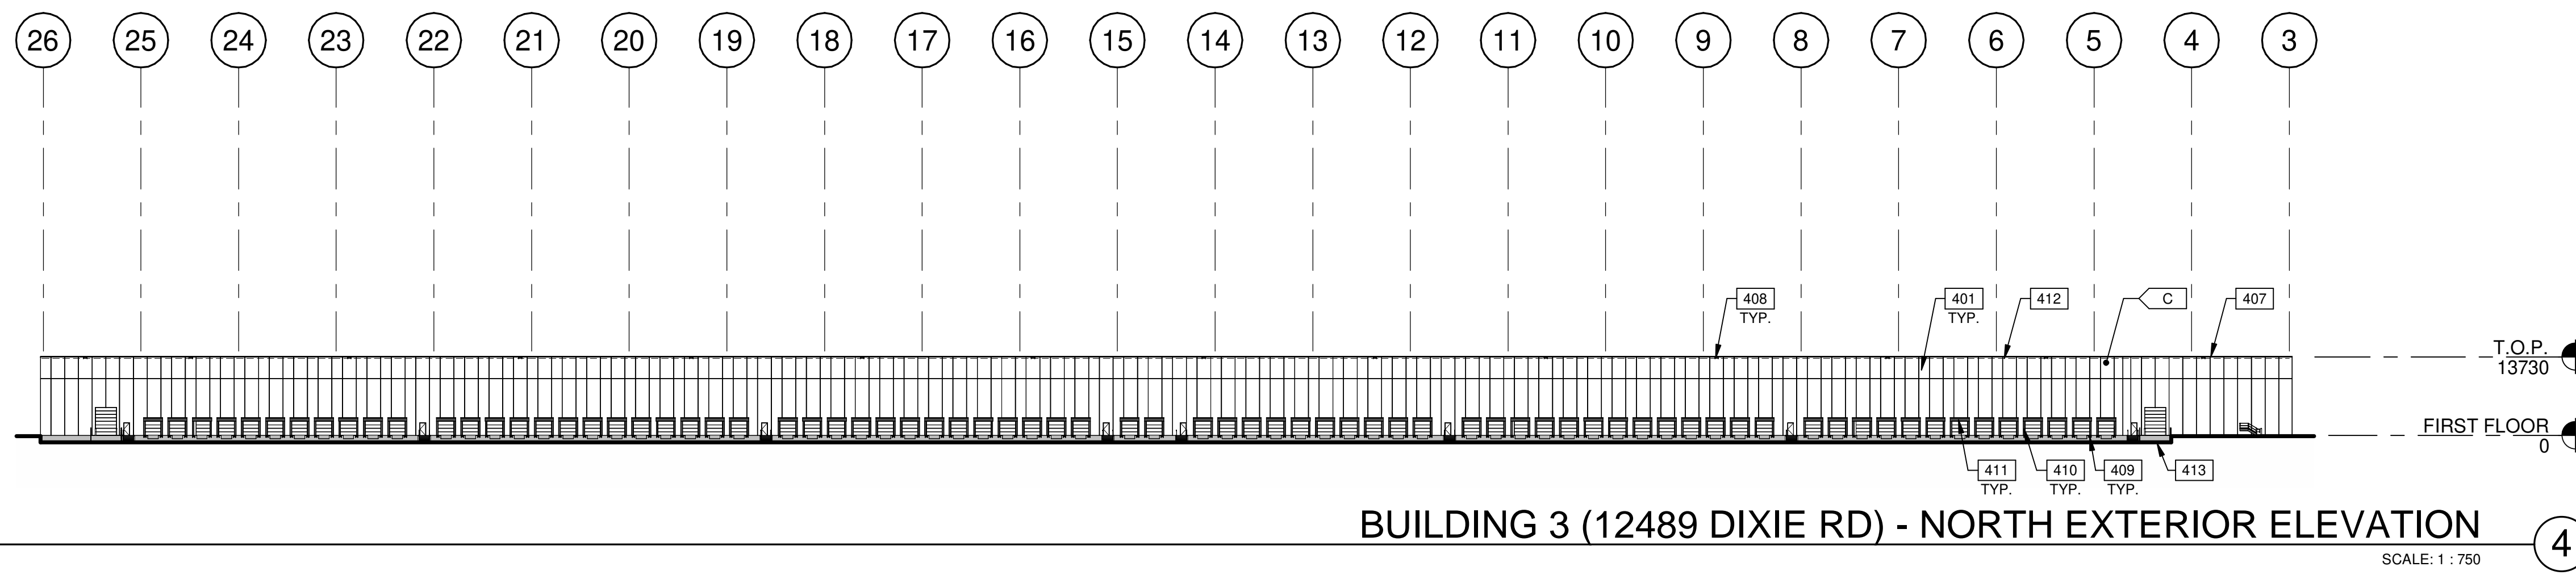 26 25 24 23 22 21 20 19 18 17 16 15 14 13 12 11 10 9 8 7 6 5 4 3
408 401 412 C 407
TYP. TYP.
T.O.P.
13730
FIRST FLOOR
0
411 410 409 413
TYP. TYP. TYP.
BUILDING 3 (12489 DIXIE RD) - NORTH EXTERIOR ELEVATION
4
SCALE: 1 : 750